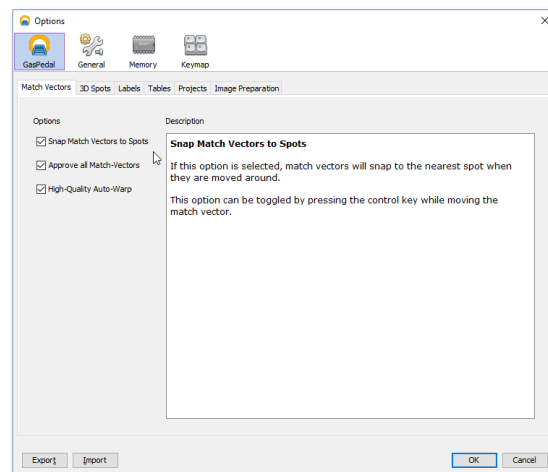 Options
GasPedal
General
Memory
Keymap
Match Vectors
3D Spots
Labels
Tables
Projects
Image Preparation
Options
Snap Match Vectors to Spots
Approve all Match-Vectors
High-Quality Auto-Warp
Description
Snap Match Vectors to Spots
If this option is selected, match vectors will snap to the nearest spot when
they are moved around.
This option can be toggled by pressing the control key while moving the
match vector.
Export
Import
OK
Cancel